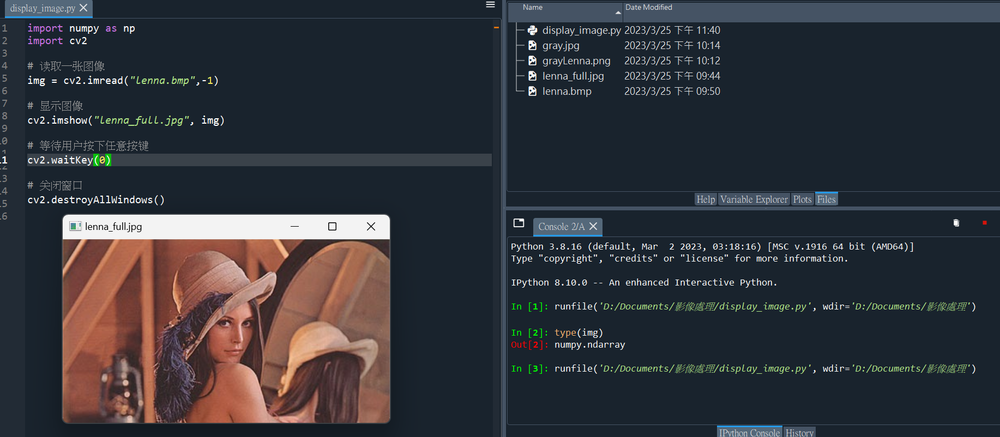 display_image.py
1 import numpy as np
2 import cv2
3
4 # 读取一张图像
5 img = cv2.imread("lenna.bmp",-1)
6
7 # 显示图像
8 cv2.imshow("lenna_full.jpg", img)
9
10 # 等待用户按下任意按键
11 cv2.waitKey(0)
12
13 # 关闭窗口
14 cv2.destroyAllWindows()
15
16
lenna_full.jpg
Name Date Modified
display_image.py 2023/3/25 下午 11:40
gray.jpg 2023/3/25 下午 10:14
grayLenna.png 2023/3/25 下午 10:12
lenna_full.jpg 2023/3/25 下午 09:44
lenna.bmp 2023/3/25 下午 09:50
Help Variable Explorer Plots Files
Console 2/A
Python 3.8.16 (default, Mar  2 2023, 03:18:16) [MSC v.1916 64 bit (AMD64)]
Type "copyright", "credits" or "license" for more information.
IPython 8.10.0 -- An enhanced Interactive Python.
In [1]: runfile('D:/Documents/影像處理/display_image.py', wdir='D:/Documents/影像處理')
In [2]: type(img)
Out[2]: numpy.ndarray
In [3]: runfile('D:/Documents/影像處理/display_image.py', wdir='D:/Documents/影像處理')
IPython Console History